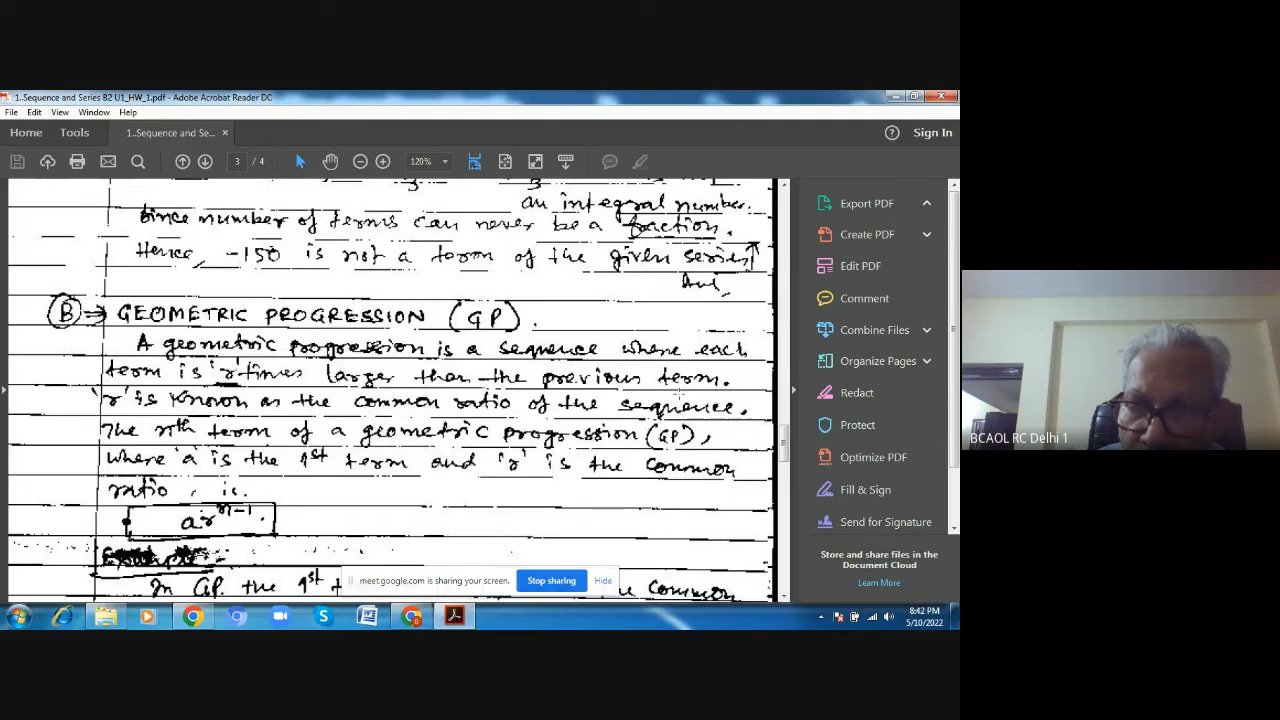 1..Sequence and Series B2 U1_HW_1.pdf - Adobe Acrobat Reader DC
File Edit View Window Help
Home Tools 1..Sequence and Se... × Sign In
3 / 4 120%
an integral number.
Since number of terms can never be a fraction.
Hence, -150 is not a term of the given series
Ans,
B ⇒ GEOMETRIC PROGRESSION (GP).
A geometric progression is a sequence where each
term is 'r' times larger than the previous term.
'r' is known as the common ratio of the sequence.
The nth term of a geometric progression (GP),
where 'a' is the 1st term and 'r' is the common
ratio, is.
ar^n-1.
In GP. the 1st
common
meet.google.com is sharing your screen. Stop sharing Hide
Export PDF
Create PDF
Edit PDF
Comment
Combine Files
Organize Pages
Redact
Protect
Optimize PDF
Fill & Sign
Send for Signature
Store and share files in the
Document Cloud
Learn More
8:42 PM
5/10/2022
BCAOL RC Delhi 1